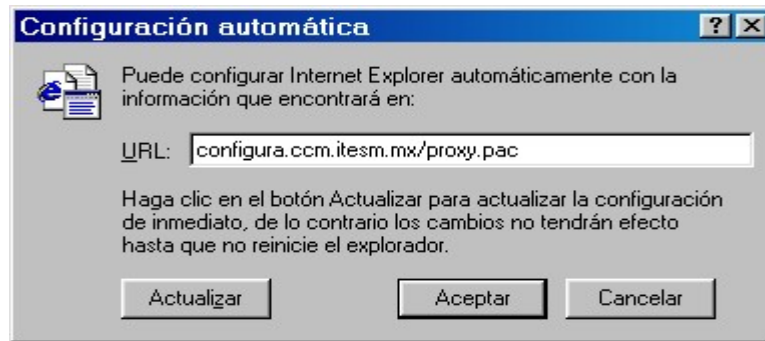 Configuración automática
Puede configurar Internet Explorer automáticamente con la
información que encontrará en:
URL: configura.ccm.itesm.mx/proxy.pac
Haga clic en el botón Actualizar para actualizar la configuración
de inmediato, de lo contrario los cambios no tendrán efecto
hasta que no reinicie el explorador.
Actualizar Aceptar Cancelar